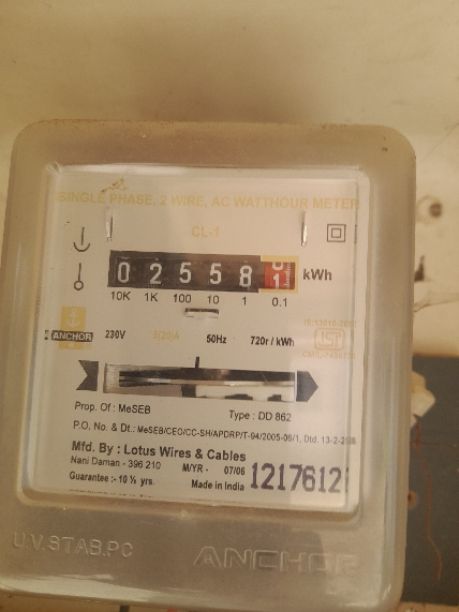 SINGLE PHASE, 2 WIRE, AC WATTHOUR METER
CL-1
0 2 5 5 8 1 kWh
10K 1K 100 10 1 0.1
ANCHOR 230V 50Hz 720r / kWh
Prop. Of : MeSEB Type : DD 862
P.O. No. & Dt.: MeSEB/CEO/CC-SH/APDRP/T-94/2005-06/1, Dtd. 13-2-
Mfd. By : Lotus Wires & Cables
Nani Daman - 396 210 M/YR - 07/06
Guarantee :- 10 ½ yrs. Made in India 12176121
U.V.STAB.PC ANCHOR